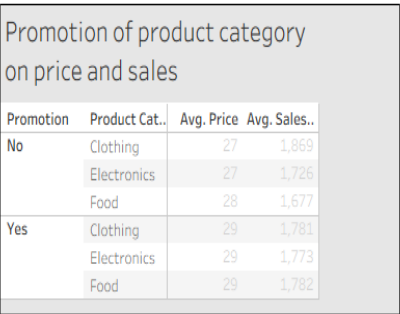 Promotion of product category
on price and sales
Promotion Product Cat.. Avg. Price Avg. Sales..
No Clothing 27 1,869
Electronics 27 1,726
Food 28 1,677
Yes Clothing 29 1,781
Electronics 29 1,773
Food 29 1,782